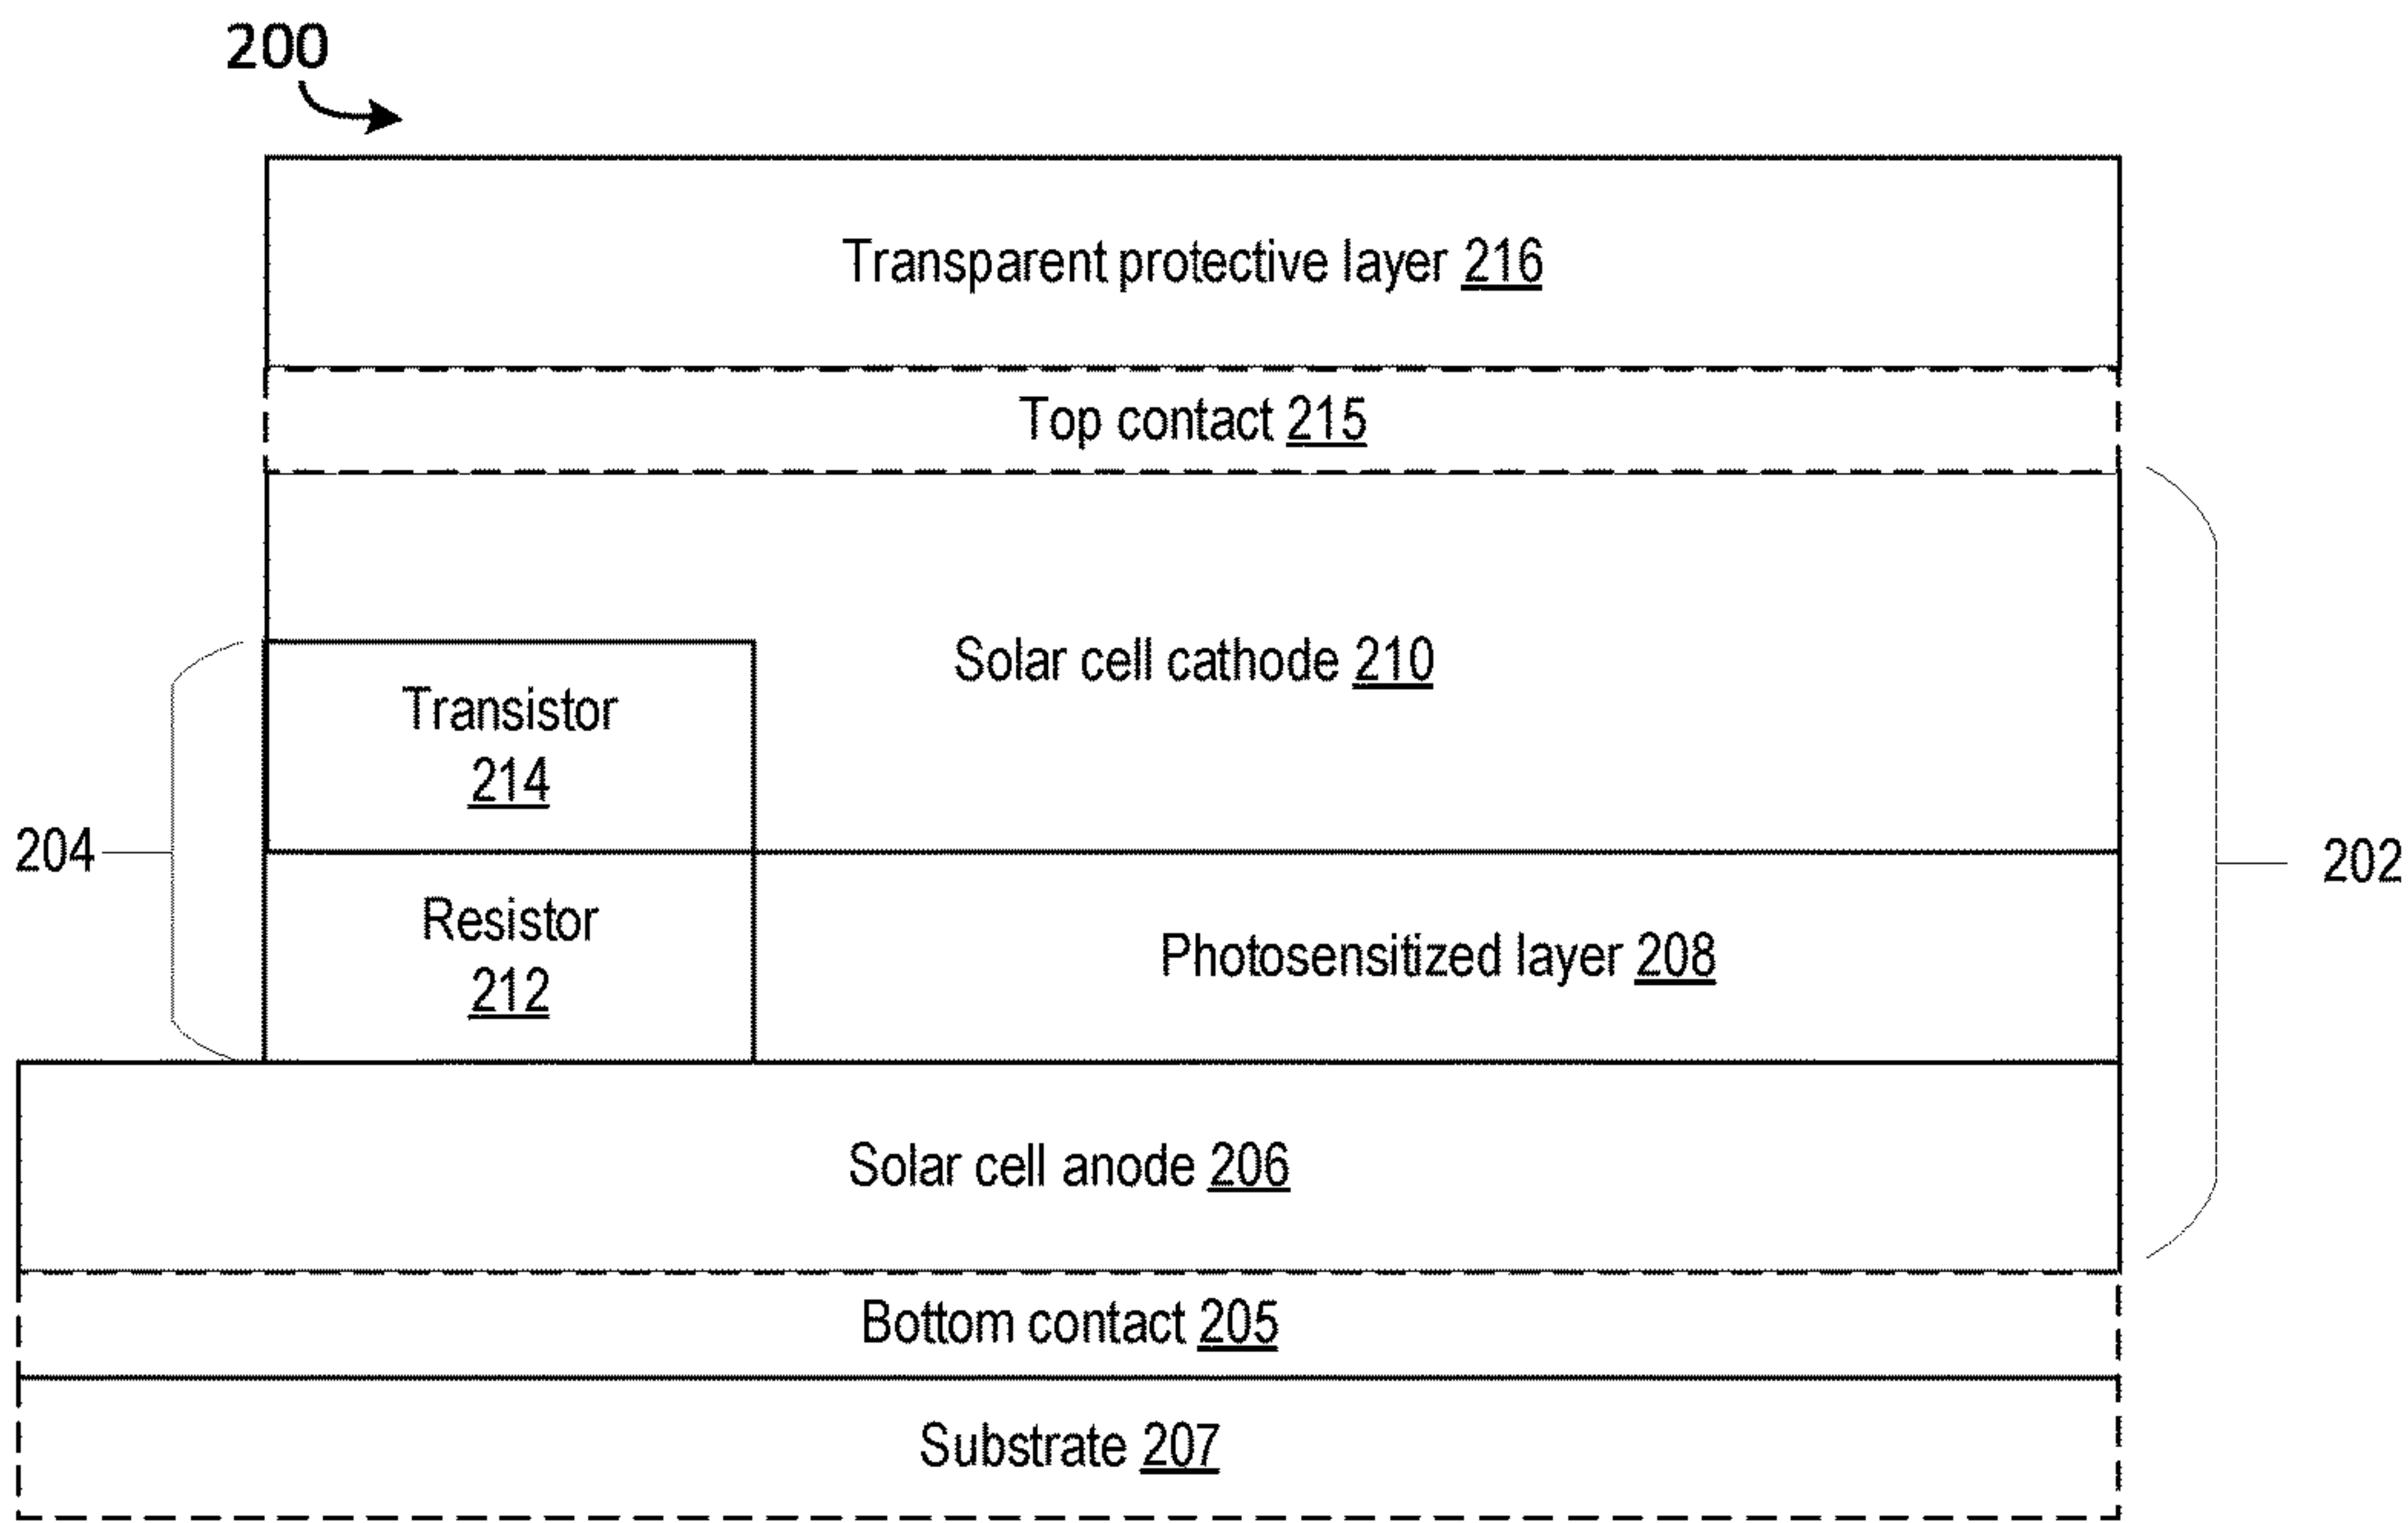 200
Transparent protective layer 216
Top contact 215
Solar cell cathode 210
Transistor
214
204
202
Resistor
212
Photosensitized layer 208
Solar cell anode 206
Bottom contact 205
Substrate 207